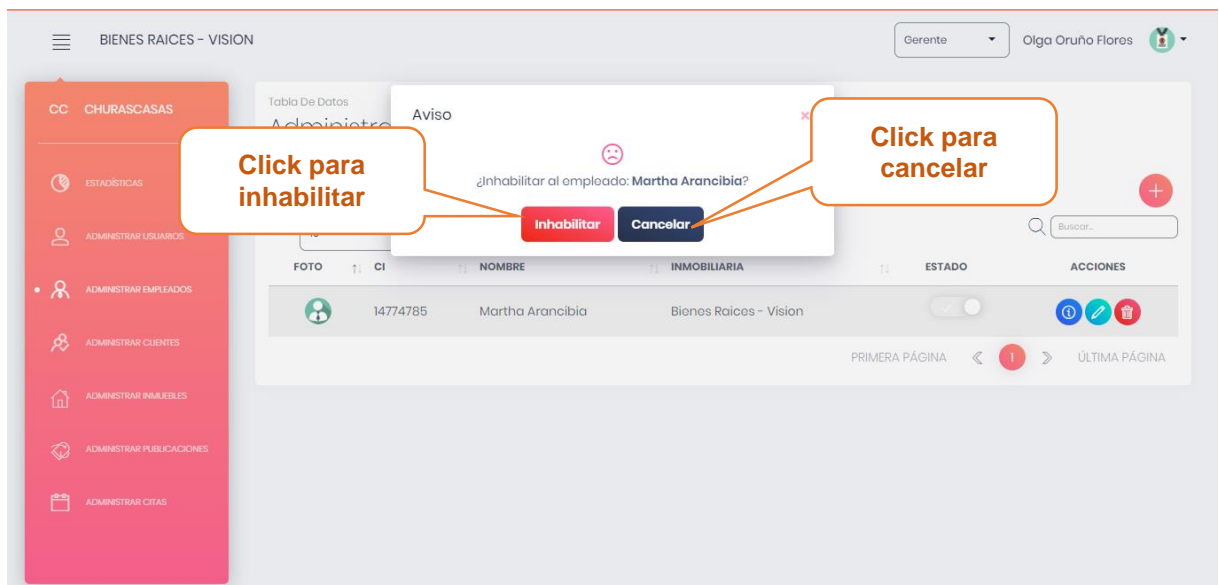 BIENES RAICES - VISION
Gerente
Olga Oruño Flores
CC CHURASCASAS
Tabla De Datos
Aviso
Click para
inhabilitar
Click para
cancelar
¿Inhabilitar al empleado: Martha Arancibia?
Inhabilitar Cancelar
ESTADÍSTICAS
ADMINISTRAR USUARIOS
Buscar..
FOTO CI NOMBRE INMOBILIARIA ESTADO ACCIONES
ADMINISTRAR EMPLEADOS
14774785 Martha Arancibia Bienes Raices - Vision
ADMINISTRAR CLIENTES
PRIMERA PÁGINA 1 ÚLTIMA PÁGINA
ADMINISTRAR INMUEBLES
ADMINISTRAR PUBLICACIONES
ADMINISTRAR CITAS